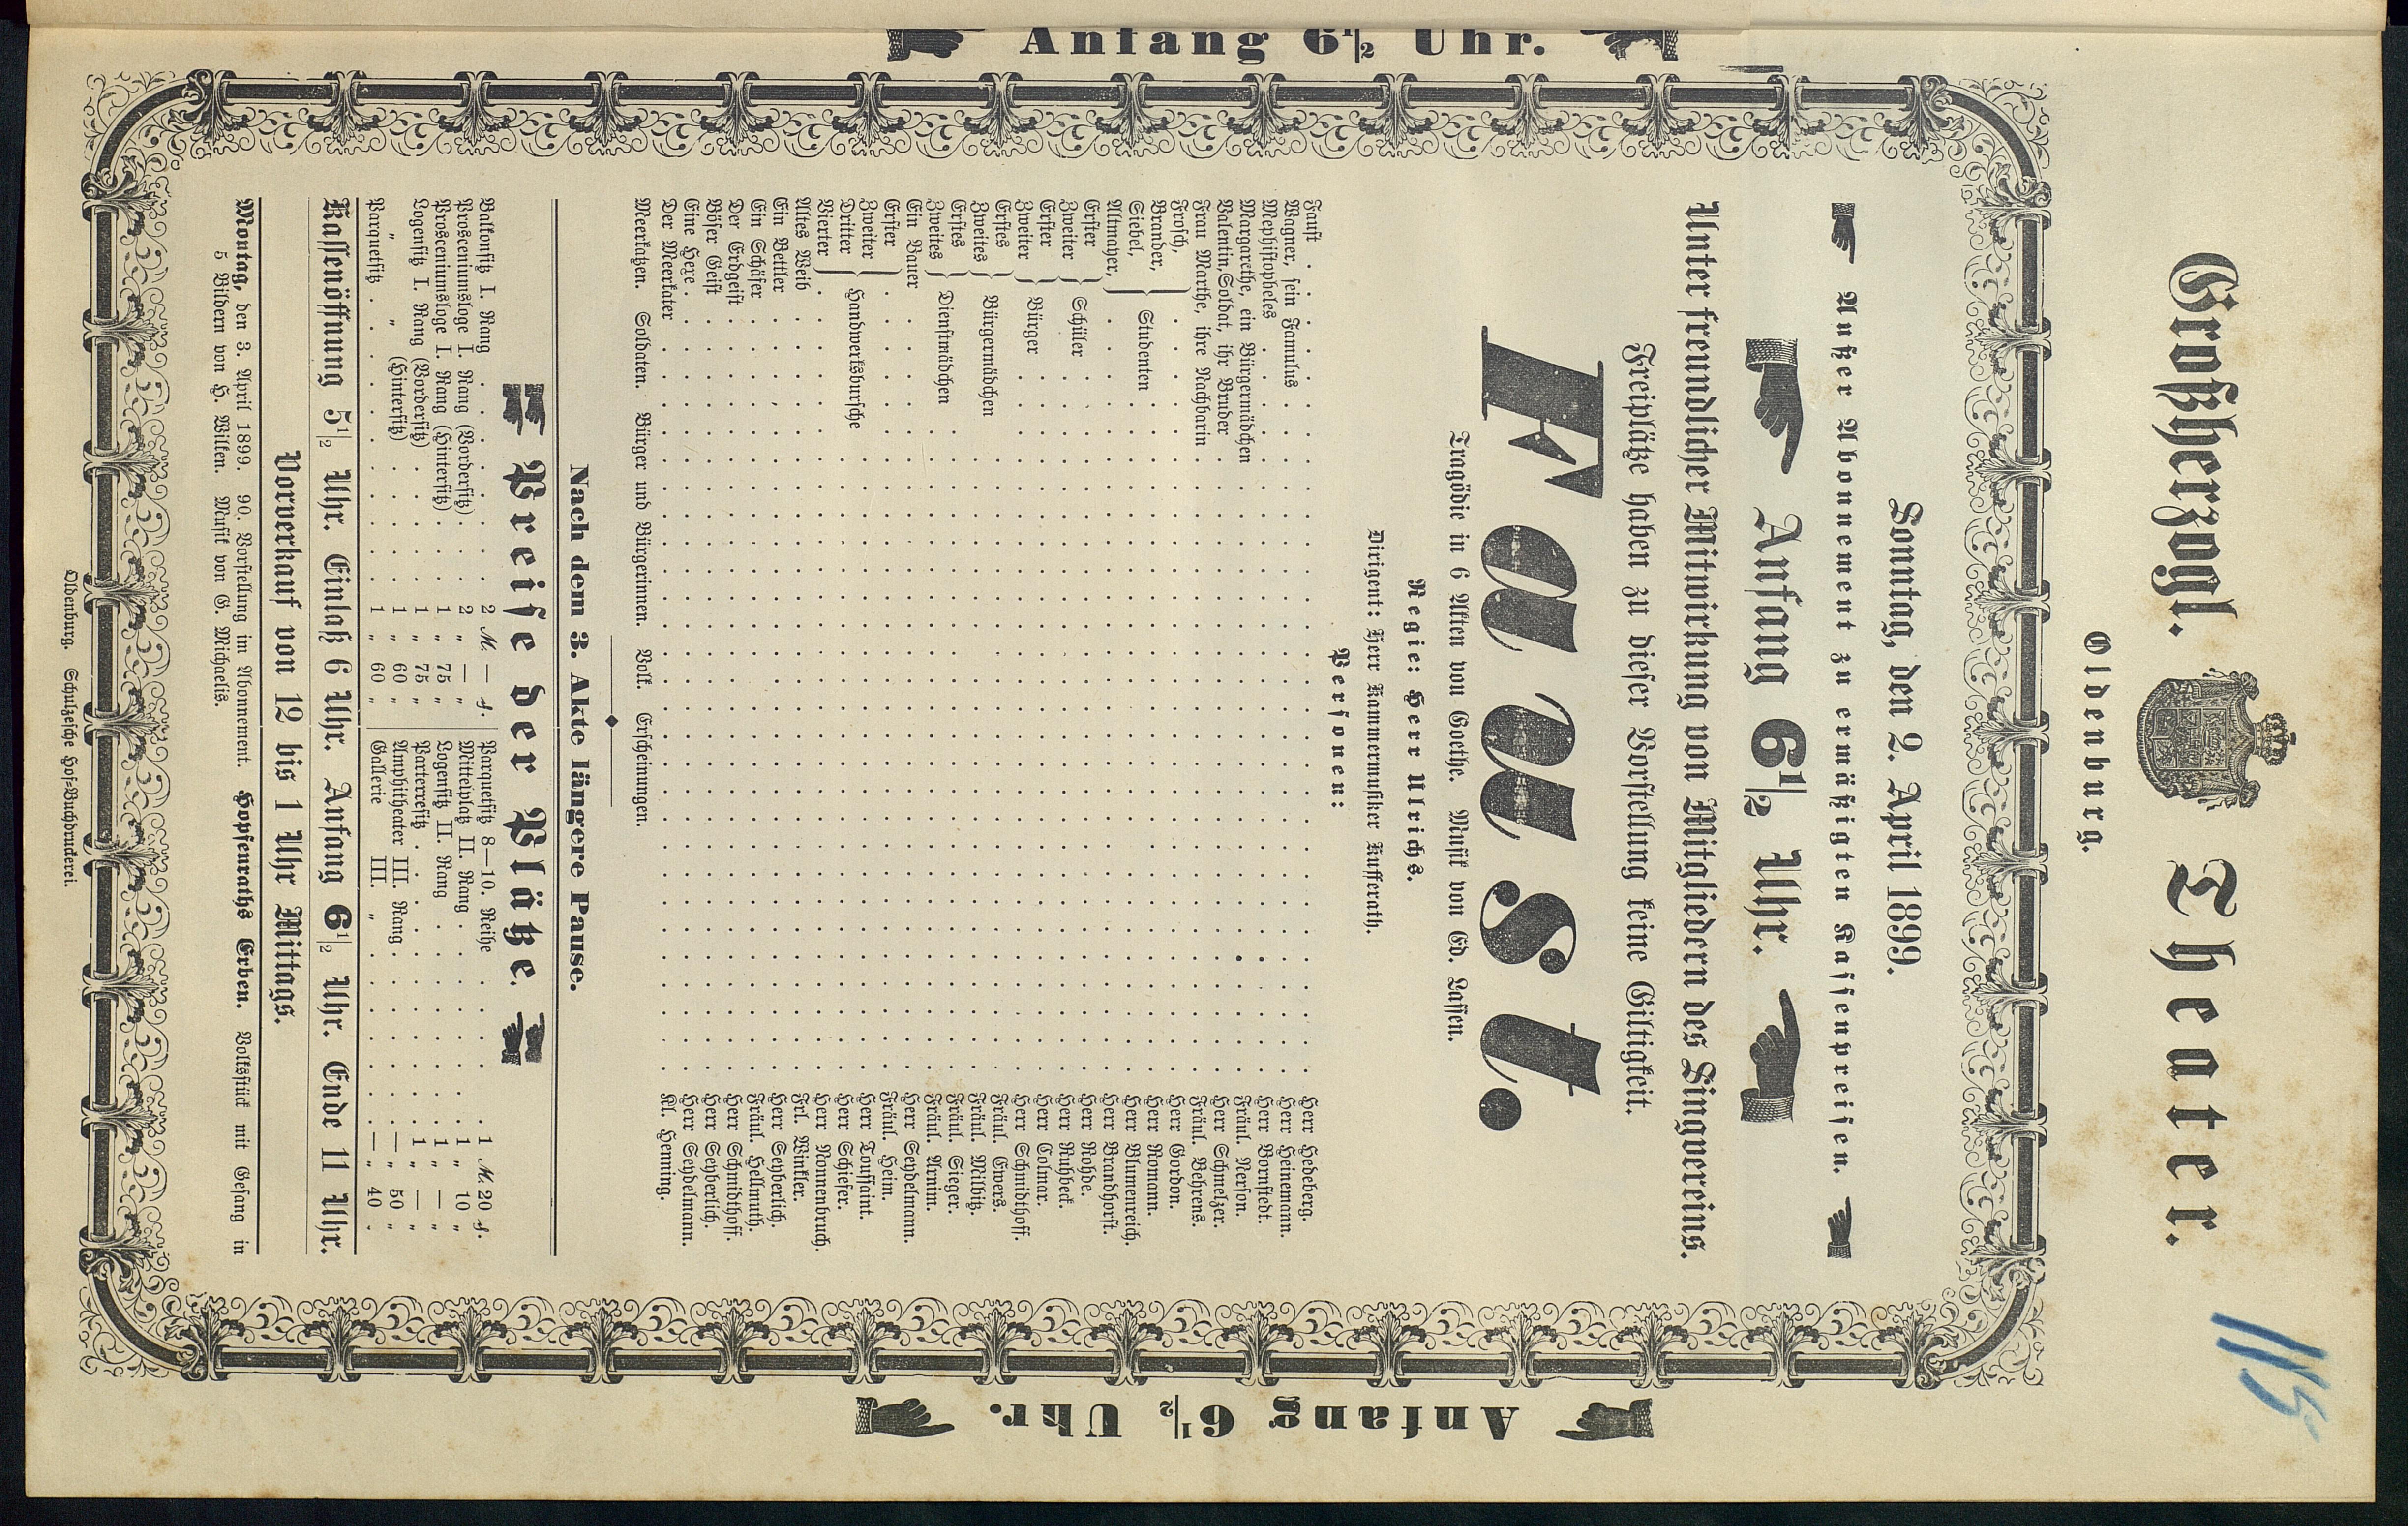 115
Großherzogl. Theater.
Oldenburg.
Anfang 6½ Uhr.
Anfang 6½ Uhr.
Sonntag, den 2. April 1899.
Außer Abonnement zu ermäßigten Kassenpreisen.
Anfang 6½ Uhr.
Unter freundlicher Mitwirkung von Mitgliedern des Singvereins.
Freiplätze haben zu dieser Vorstellung keine Giltigkeit.
Faust.
Tragödie in 6 Akten von Goethe. Musik von Ed. Lassen.
Regie: Herr Ulrichs.
Dirigent: Herr Kammermusiker Kufferath.
Personen:
Faust . . . Herr Hedeberg.
Wagner, sein Famulus . . . Herr Heinemann.
Mephistopheles . . . Herr Bornstedt.
Margarethe, ein Bürgermädchen . . . Fräul. Nerson.
Valentin, Soldat, ihr Bruder . . . Herr Schmelzer.
Frau Marthe, ihre Nachbarin . . . Fräul. Behrens.
Frosch, . . . Herr Gordon.
Brander, } Studenten . . . Herr Romann.
Siebel, . . . Herr Blumenreich.
Altmayer, . . . Herr Brandhorst.
Erster } Schüler . . . Herr Rohde.
Zweiter . . . Herr Ruhbeck.
Erster } Bürger . . . Herr Colmar.
Zweiter . . . Herr Schmidthoff.
Erstes } Bürgermädchen . . . Fräul. Ewers.
Zweites . . . Fräul. Milbitz.
Erstes } Dienstmädchen . . . Fräul. Sieger.
Zweites . . . Fräul. Arnim.
Ein Bauer . . . Herr Seydelmann.
Erster . . . Fräul. Heim.
Zweiter } Handwerksbursche . . . Herr Toussaint.
Dritter . . . Herr Schiefer.
Vierter . . . Herr Nonnenbruch.
Altes Weib . . . Frl. Winkler.
Ein Bettler . . . Herr Seyberlich.
Ein Schäfer . . . Fräul. Hellmuth.
Der Erdgeist . . . Herr Schmidthoff.
Böser Geist . . . Herr Seyberlich.
Eine Hexe . . . Herr Seydelmann.
Der Meerkater . . . Kl. Henning.
Meerkatzen. Soldaten. Bürger und Bürgerinnen. Volk. Erscheinungen.
Nach dem 3. Akte längere Pause.
Preise der Plätze.
Balkonsitz I. Rang . . . 2 M. — ₰.
Prosceniumsloge I. Rang (Vordersitz) . . . 2 „ — „
Prosceniumsloge I. Rang (Hintersitz) . . . 1 „ 75 „
Logensitz I. Rang (Vordersitz) . . . 1 „ 75 „
„ „ (Hintersitz) . . . 1 „ 60 „
Parquetsitz . . . 1 „ 60 „
Parquetsitz 8—10. Reihe . . . 1 M. 20 ₰.
Mittelplatz II. Rang . . . 1 „ 10 „
Logensitz II. Rang . . . 1 „ — „
Parterresitz . . . 1 „ — „
Amphitheater III. Rang . . . — „ 50 „
Gallerie III. „ . . . — „ 40 „
Kassenöffnung 5½ Uhr. Einlaß 6 Uhr. Anfang 6½ Uhr. Ende 11 Uhr.
Vorverkauf von 12 bis 1 Uhr Mittags.
Montag, den 3. April 1899. 90. Vorstellung im Abonnement. Hopfenraths Erben. Volksstück mit Gesang in
5 Bildern von H. Wilken. Musik von G. Michaelis.
Oldenburg. Schulzesche Hof-Buchdruckerei.